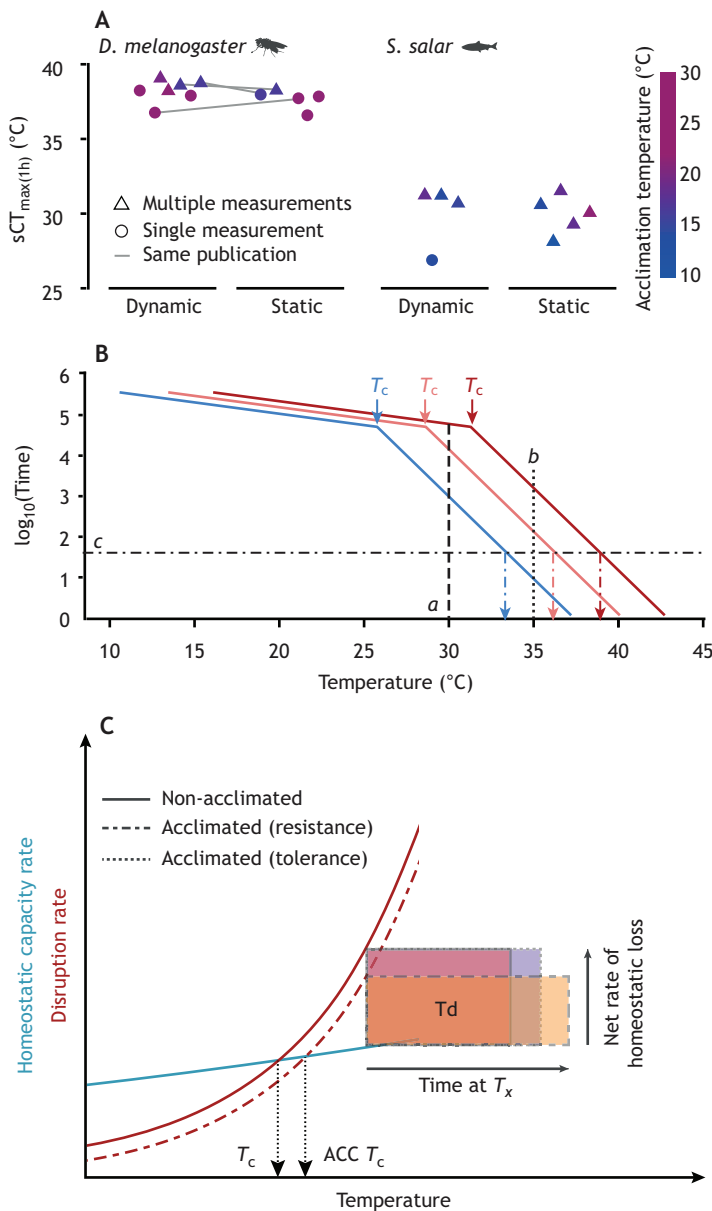 A
D. melanogaster
S. salar
40
35
30
25
sCTmax(1h) (°C)
Multiple measurements
Single measurement
Same publication
Dynamic
Static
Dynamic
Static
30
25
20
15
10
Acclimation temperature (°C)
B
6
5
4
3
2
1
0
log10(Time)
Tc
Tc
Tc
b
c
a
10
15
20
25
30
35
40
45
Temperature (°C)
C
Non-acclimated
Acclimated (resistance)
Acclimated (tolerance)
Homeostatic capacity rate
Disruption rate
Td
Net rate of
homeostatic loss
Time at Tx
Tc
ACC Tc
Temperature